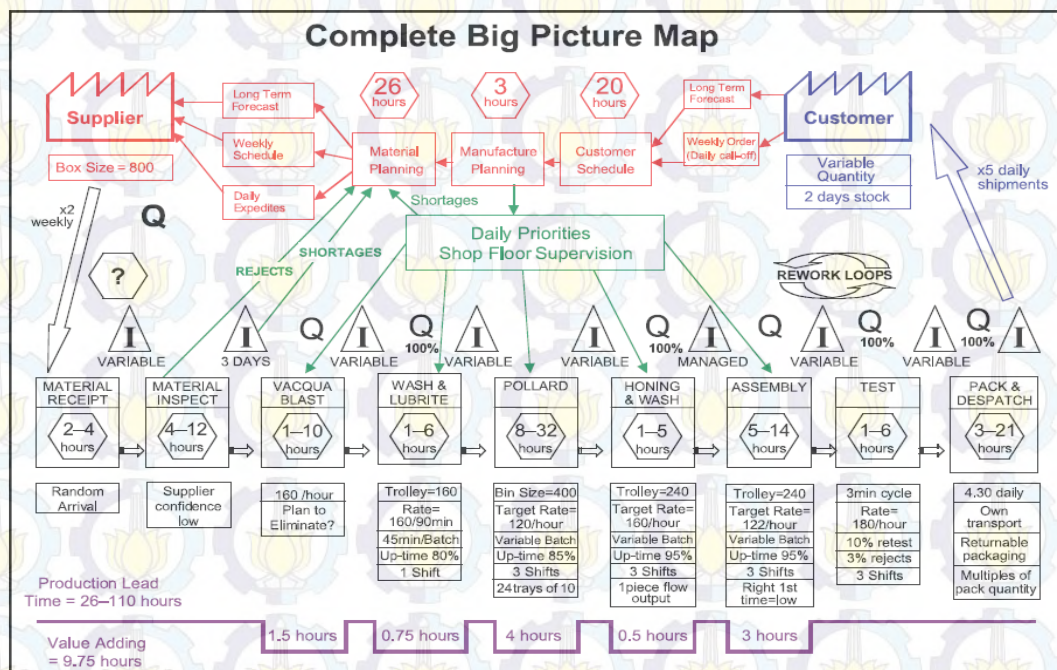 Complete Big Picture Map
Supplier
Box Size = 800
Long Term
Forecast
Weekly
Schedule
Daily
Expedites
26
hours
Material
Planning
3
hours
Manufacture
Planning
20
hours
Customer
Schedule
Long Term
Forecast
Weekly Order
(Daily call-off)
Customer
Variable
Quantity
2 days stock
x5 daily
shipments
x2
weekly
Q
?
REJECTS
SHORTAGES
Shortages
Daily Priorities
Shop Floor Supervision
REWORK LOOPS
I
VARIABLE
I
3 DAYS
Q
I
VARIABLE
Q
100%
I
VARIABLE
I
VARIABLE
Q
100%
I
MANAGED
Q
I
VARIABLE
Q
100%
I
VARIABLE
Q
100%
I
MATERIAL
RECEIPT
2–4
hours
Random
Arrival
MATERIAL
INSPECT
4–12
hours
Supplier
confidence
low
VACQUA
BLAST
1–10
hours
160 /hour
Plan to
Eliminate?
WASH &
LUBRITE
1–6
hours
Trolley=160
Rate=
160/90min
45min/Batch
Up-time 80%
1 Shift
POLLARD
8–32
hours
Bin Size=400
Target Rate=
120/hour
Variable Batch
Up-time 85%
3 Shifts
24trays of 10
HONING
& WASH
1–5
hours
Trolley=240
Target Rate=
160/hour
Variable Batch
Up-time 95%
3 Shifts
1piece flow
output
ASSEMBLY
5–14
hours
Trolley=240
Target Rate=
122/hour
Variable Batch
Up-time 95%
3 Shifts
Right 1st
time=low
TEST
1–6
hours
3min cycle
Rate=
180/hour
10% retest
3% rejects
3 Shifts
PACK &
DESPATCH
3–21
hours
4.30 daily
Own
transport
Returnable
packaging
Multiples of
pack quantity
Production Lead
Time = 26–110 hours
Value Adding
= 9.75 hours
1.5 hours
0.75 hours
4 hours
0.5 hours
3 hours